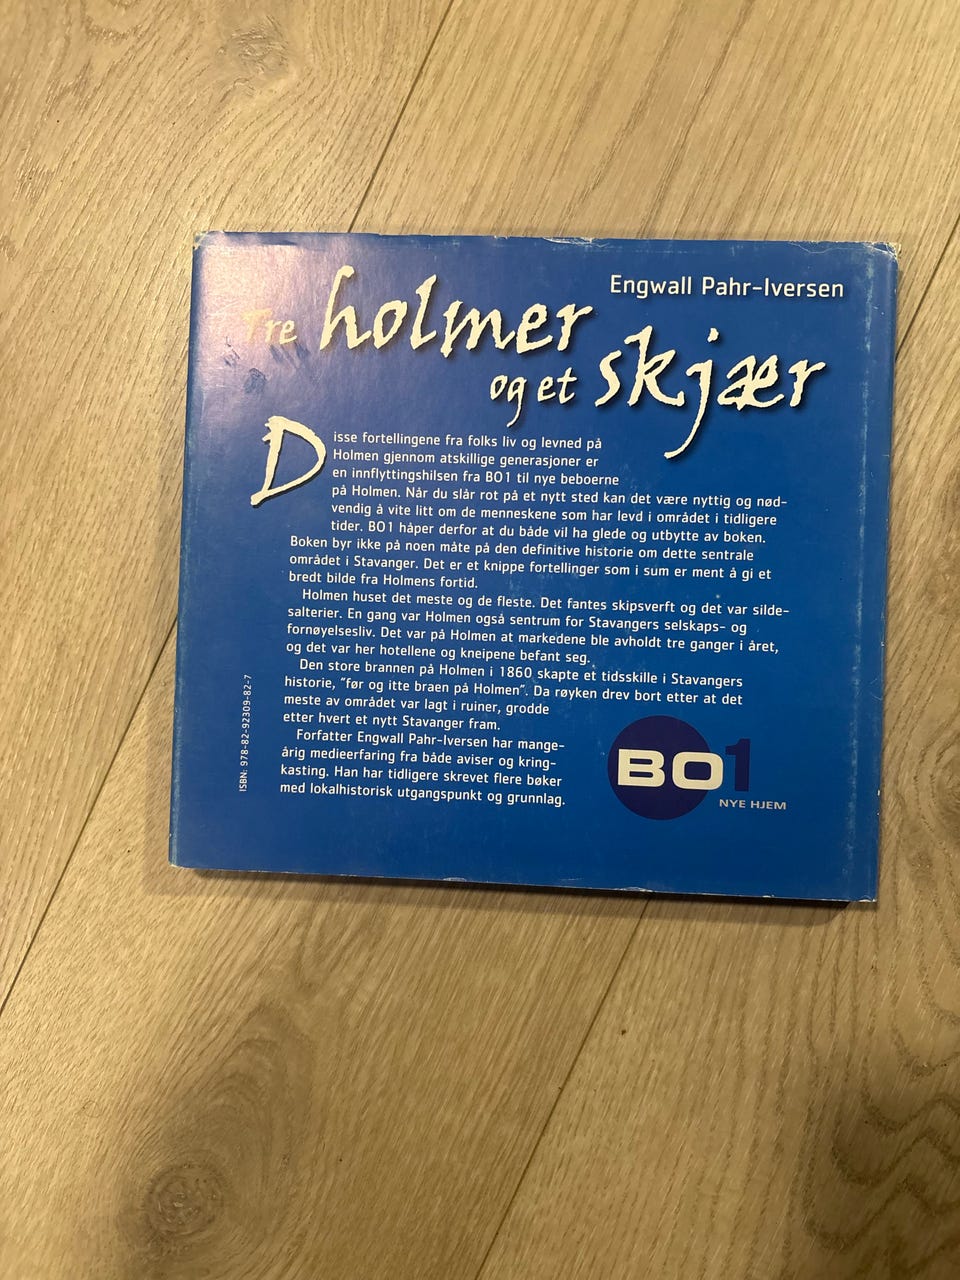 Engwall Pahr-Iversen
Tre holmer
og et skjær
Disse fortellingene fra folks liv og levned på
Holmen gjennom atskillige generasjoner er
en innflyttingshilsen fra BO1 til nye beboerne
på Holmen. Når du slår rot på et nytt sted kan det være nyttig og nød-
vendig å vite litt om de menneskene som har levd i området i tidligere
tider. BO1 håper derfor at du både vil ha glede og utbytte av boken.
Boken byr ikke på noen måte på den definitive historie om dette sentrale
området i Stavanger. Det er et knippe fortellinger som i sum er ment å gi et
bredt bilde fra Holmens fortid.
Holmen huset det meste og de fleste. Det fantes skipsverft og det var silde-
salterier. En gang var Holmen også sentrum for Stavangers selskaps- og
fornøyelsesliv. Det var på Holmen at markedene ble avholdt tre ganger i året,
og det var her hotellene og kneipene befant seg.
Den store brannen på Holmen i 1860 skapte et tidsskille i Stavangers
historie, "før og itte braen på Holmen". Da røyken drev bort etter at det
meste av området var lagt i ruiner, grodde
etter hvert et nytt Stavanger fram.
Forfatter Engwall Pahr-Iversen har mange-
årig medieerfaring fra både aviser og kring-
kasting. Han har tidligere skrevet flere bøker
med lokalhistorisk utgangspunkt og grunnlag.
ISBN: 978-82-92309-82-7
BO1
NYE HJEM